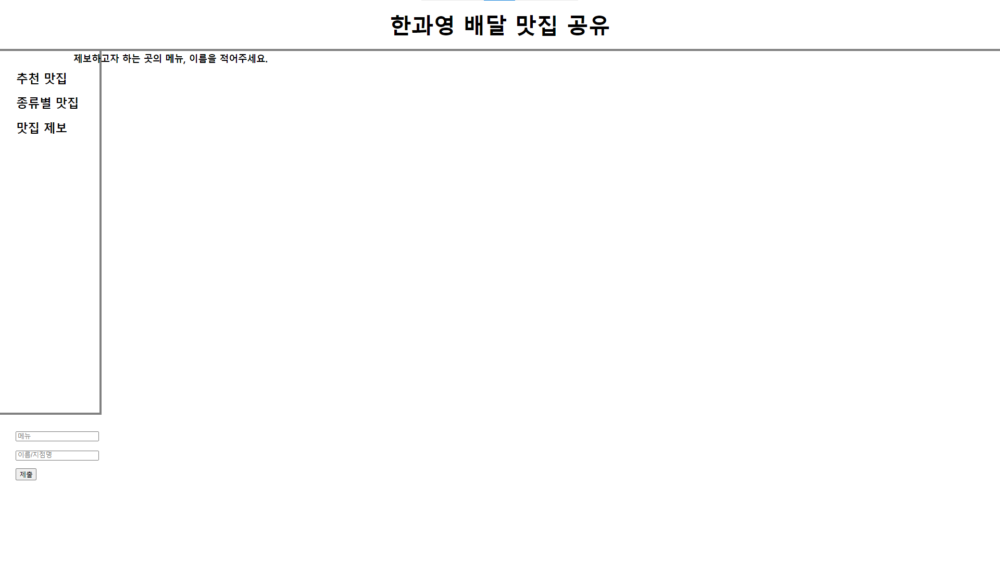 한과영 배달 맛집 공유
제보하고자 하는 곳의 메뉴, 이름을 적어주세요.
추천 맛집
종류별 맛집
맛집 제보
메뉴
이름/지점명
제출